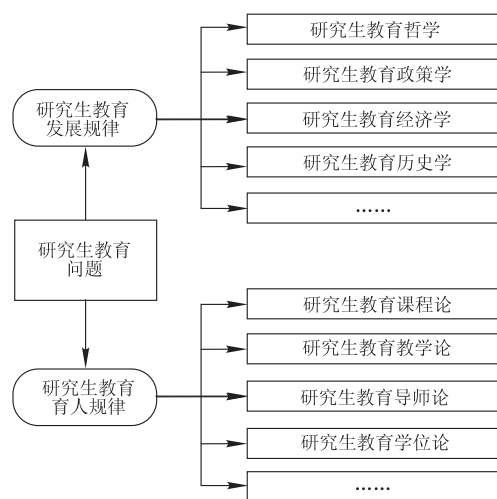 研究生教育哲学
研究生教育政策学
研究生教育
发展规律
研究生教育经济学
研究生教育历史学
……
研究生教育
问题
研究生教育课程论
研究生教育教学论
研究生教育
育人规律
研究生教育导师论
研究生教育学位论
……